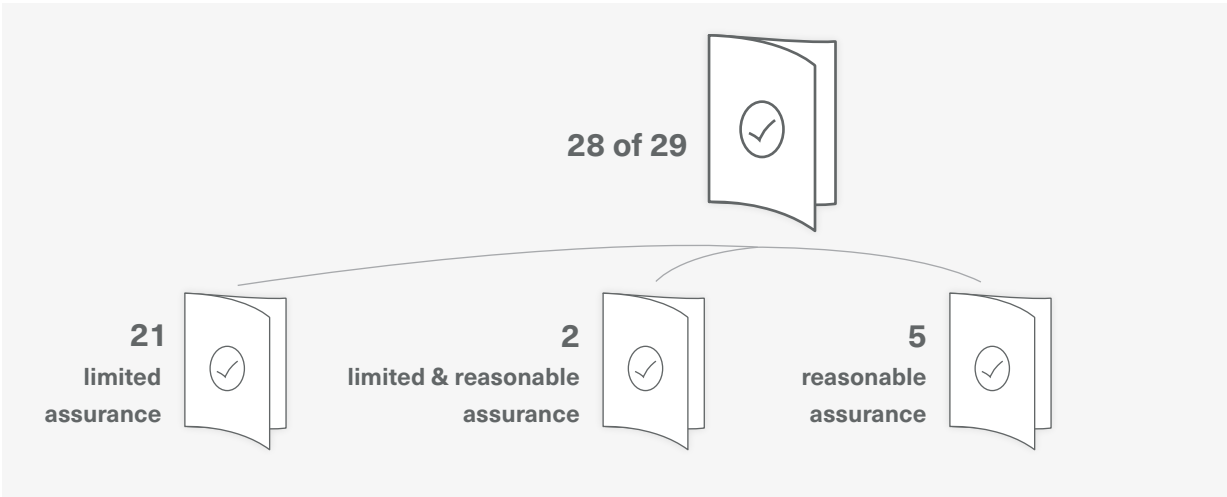 28 of 29
21
limited
assurance
2
limited & reasonable
assurance
5
reasonable
assurance